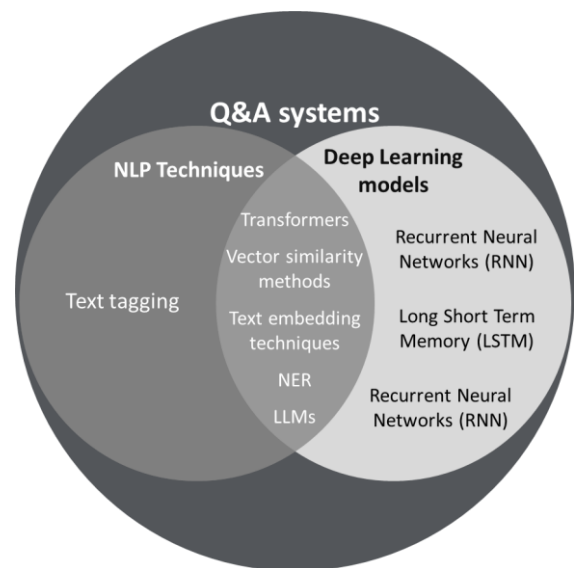 Q&A systems
NLP Techniques
Deep Learning
models
Transformers
Vector similarity
methods
Text embedding
techniques
NER
LLMs
Text tagging
Recurrent Neural
Networks (RNN)
Long Short Term
Memory (LSTM)
Recurrent Neural
Networks (RNN)